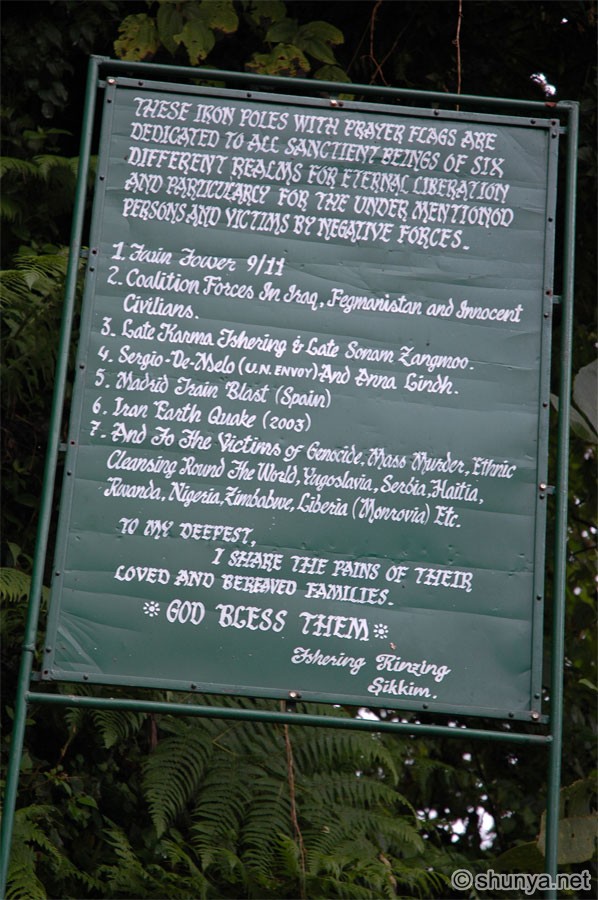 THESE IRON POLES WITH PRAYER FLAGS ARE
DEDICATED TO ALL SANCTIENT BEINGS OF SIX
DIFFERENT REALMS FOR ETERNAL LIBERATION
AND PARTICULARLY FOR THE UNDER MENTIONOD
PERSONS AND VICTIMS BY NEGATIVE FORCES.
1. Twin Tower 9/11
2. Coalition Forces In Iraq, Fegmanistan and Innocent
Civilians.
3. Late Karma Tshering & Late Sonam Zangmoo.
4. Sergio-De-Melo (U.N. ENVOY)-And Anna Lindh.
5. Madrid Train Blast (Spain)
6. Iran Earth Quake (2003)
7. And To The Victims of Genocide, Mass Murder, Ethnic
Cleansing Round The World, Yugoslavia, Serbia, Haitia,
Rwanda, Nigeria, Zimbabwe, Liberia (Monrovia) Etc.
TO MY DEEPEST,
I SHARE THE PAINS OF THEIR
LOVED AND BEREAVED FAMILIES.
GOD BLESS THEM
Tshering Rinzing
Sikkim.
© shunya.net